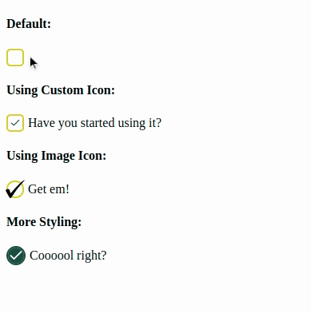 Default:
Using Custom Icon:
Have you started using it?
Using Image Icon:
Get em!
More Styling:
Coooool right?